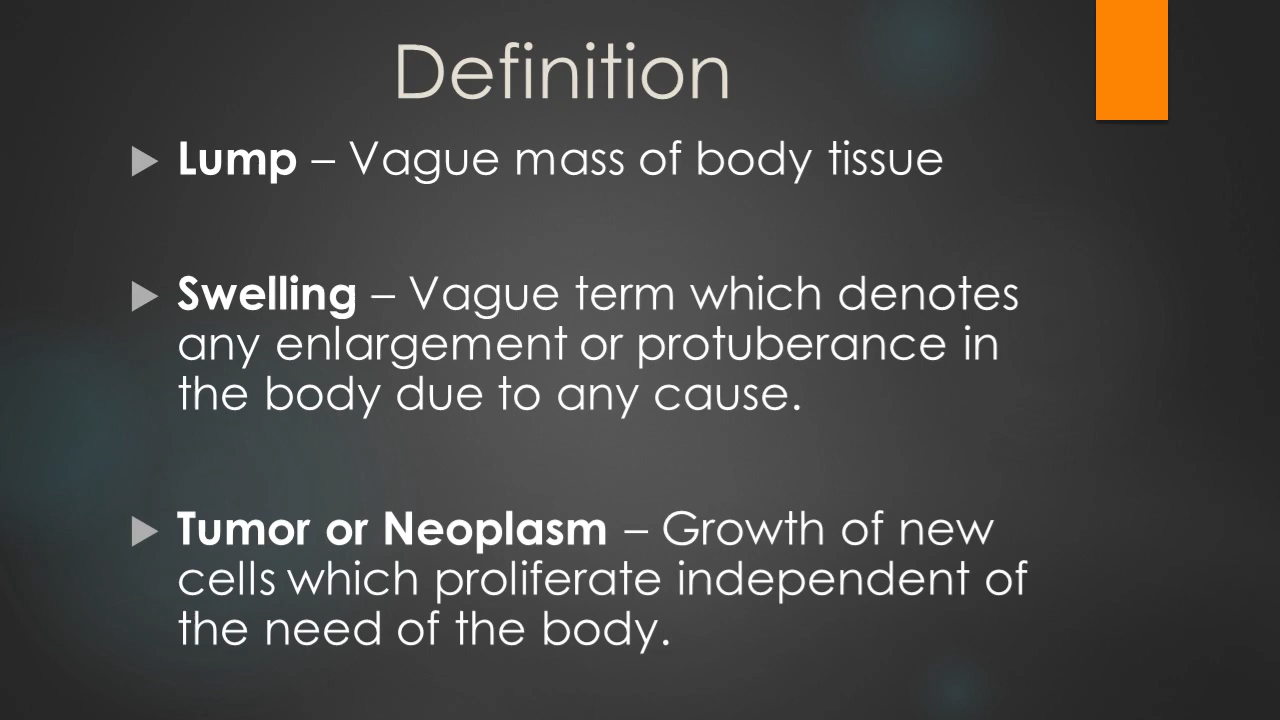 Definition
Lump – Vague mass of body tissue
Swelling – Vague term which denotes
any enlargement or protuberance in
the body due to any cause.
Tumor or Neoplasm – Growth of new
cells which proliferate independent of
the need of the body.